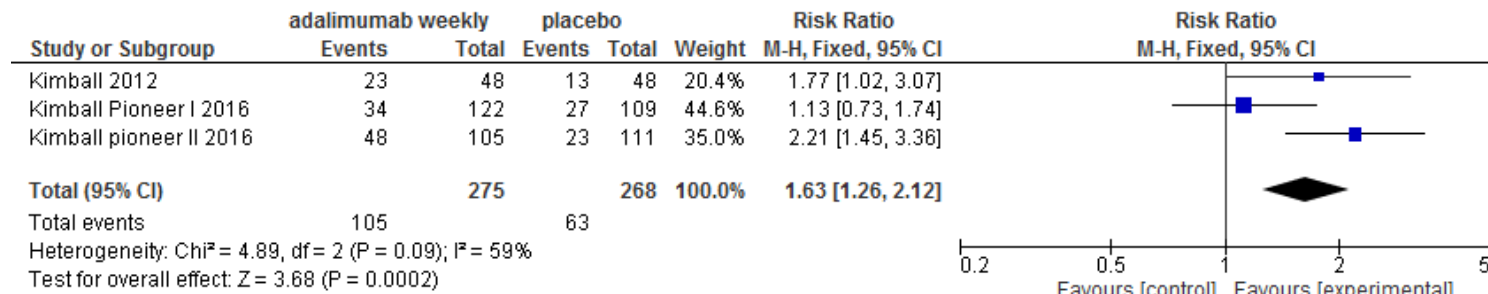 adalimumab weekly placebo Risk Ratio Risk Ratio
Study or Subgroup Events Total Events Total Weight M-H, Fixed, 95% CI M-H, Fixed, 95% CI
Kimball 2012 23 48 13 48 20.4% 1.77 [1.02, 3.07]
Kimball Pioneer I 2016 34 122 27 109 44.6% 1.13 [0.73, 1.74]
Kimball pioneer II 2016 48 105 23 111 35.0% 2.21 [1.45, 3.36]
Total (95% CI) 275 268 100.0% 1.63 [1.26, 2.12]
Total events 105 63
Heterogeneity: Chi² = 4.89, df = 2 (P = 0.09); I² = 59%
Test for overall effect: Z = 3.68 (P = 0.0002)
0.2 0.5 1 2 5
Favours [control] Favours [experimental]